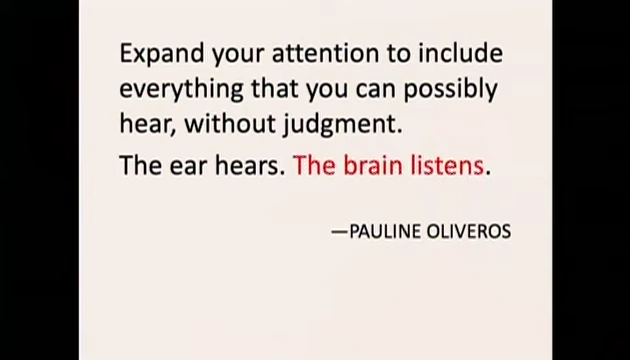 Expand your attention to include
everything that you can possibly
hear, without judgment.
The ear hears. The brain listens.
—PAULINE OLIVEROS